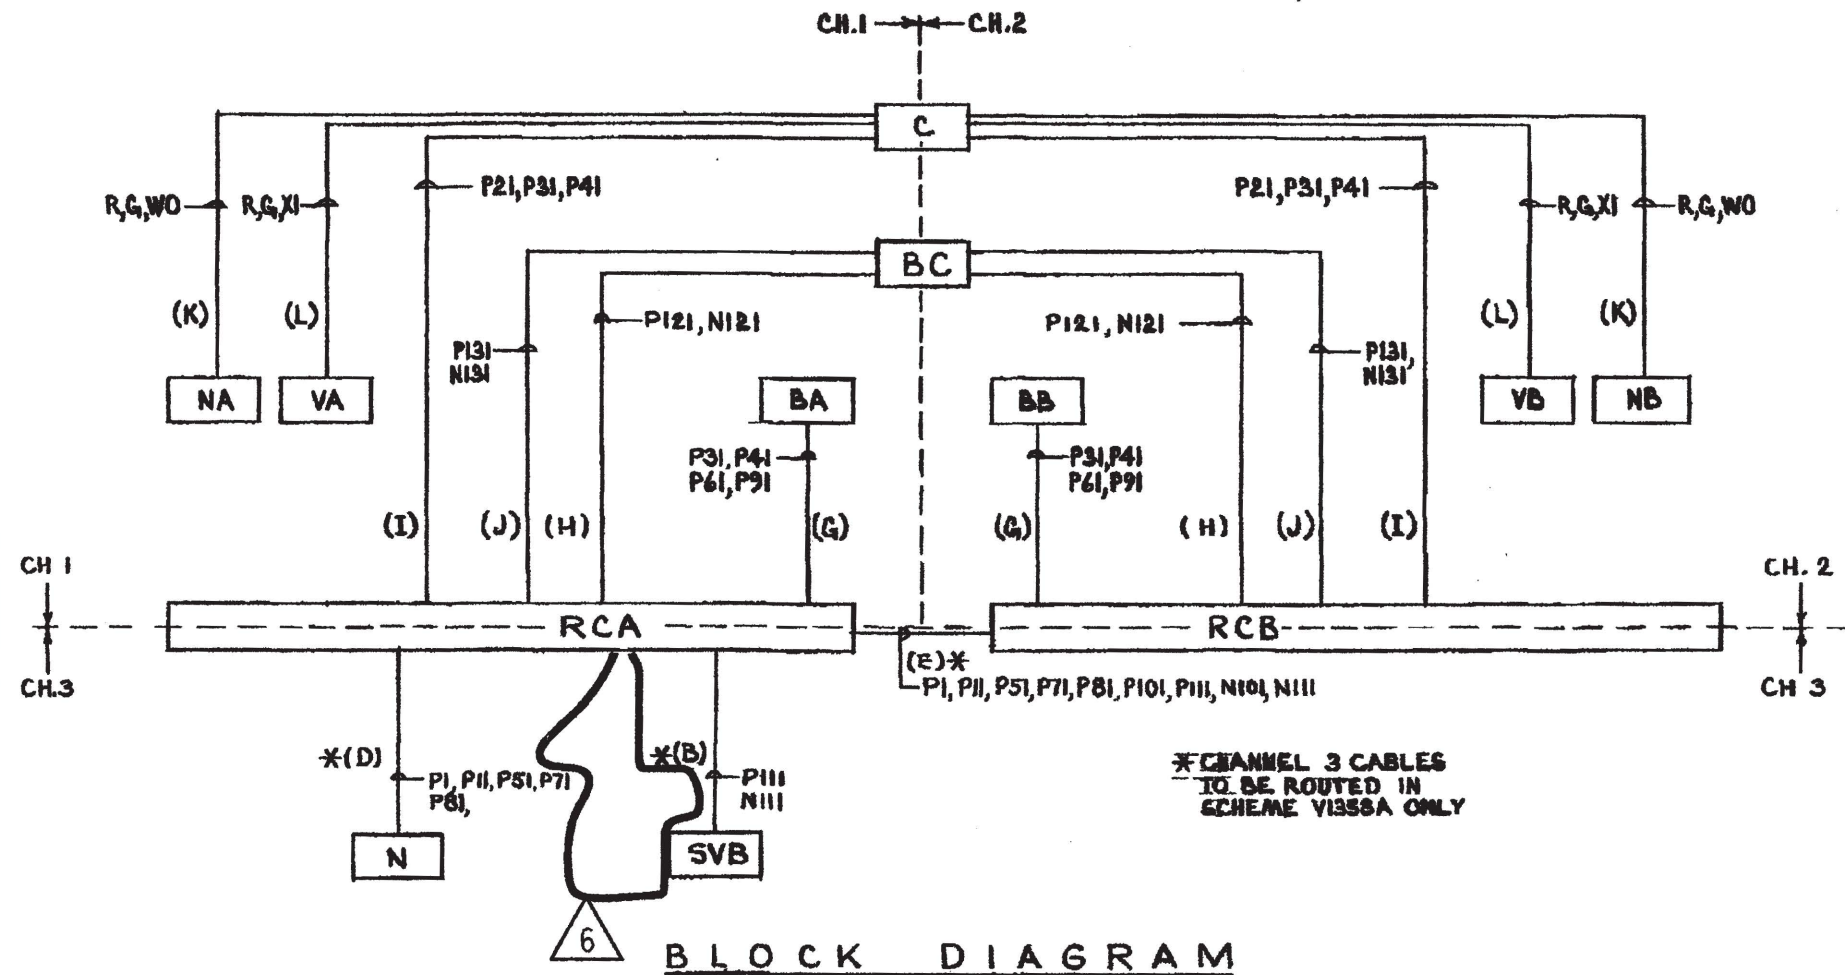 CH.1 CH.2
C
P21,P31,P41
P21,P31,P41
R,G,WO
R,G,X1
R,G,X1
R,G,WO
BC
(K)
(L)
P121, N121
P121, N121
(L)
(K)
P131
N131
P131,
N131
NA
VA
BA
BB
VB
NB
P31, P41
P61, P91
P31,P41
P61,P91
(I)
(J)
(H)
(G)
(G)
(H)
(J)
(I)
CH 1
CH. 2
RCA
RCB
CH.3
(E)*
P1, P11, P51, P71, P81, P101, P111, N101, N111
CH 3
*(D)
*(B)
P1, P11, P51, P71
P81,
P111
N111
*CHANNEL 3 CABLES
TO BE ROUTED IN
SCHEME V1358A ONLY
N
SVB
6
BLOCK DIAGRAM